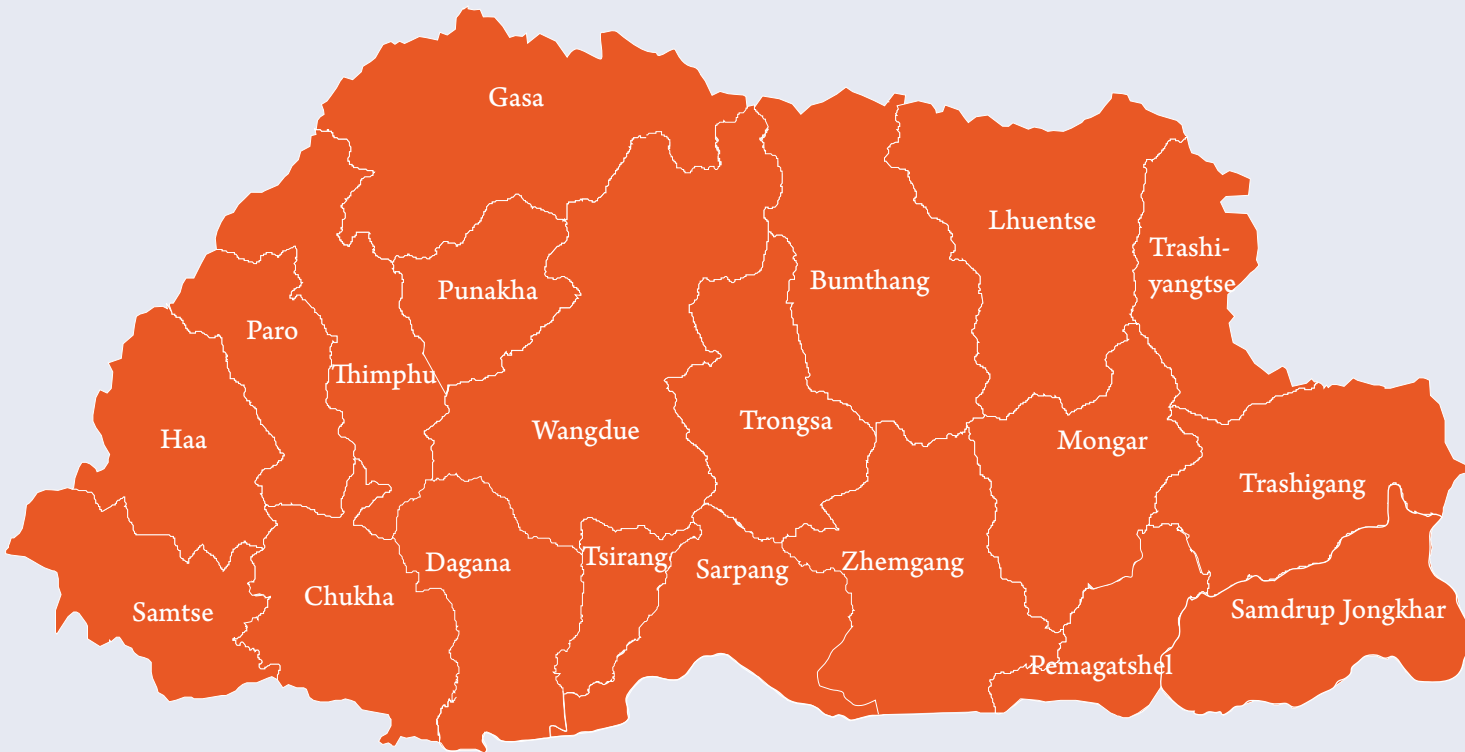 Gasa
Lhuentse
Trashi-
yangtse
Bumthang
Punakha
Paro
Thimphu
Trongsa
Wangdue
Haa
Mongar
Trashigang
Tsirang
Dagana
Zhemgang
Sarpang
Chukha
Samtse
Samdrup Jongkhar
Pemagatshel